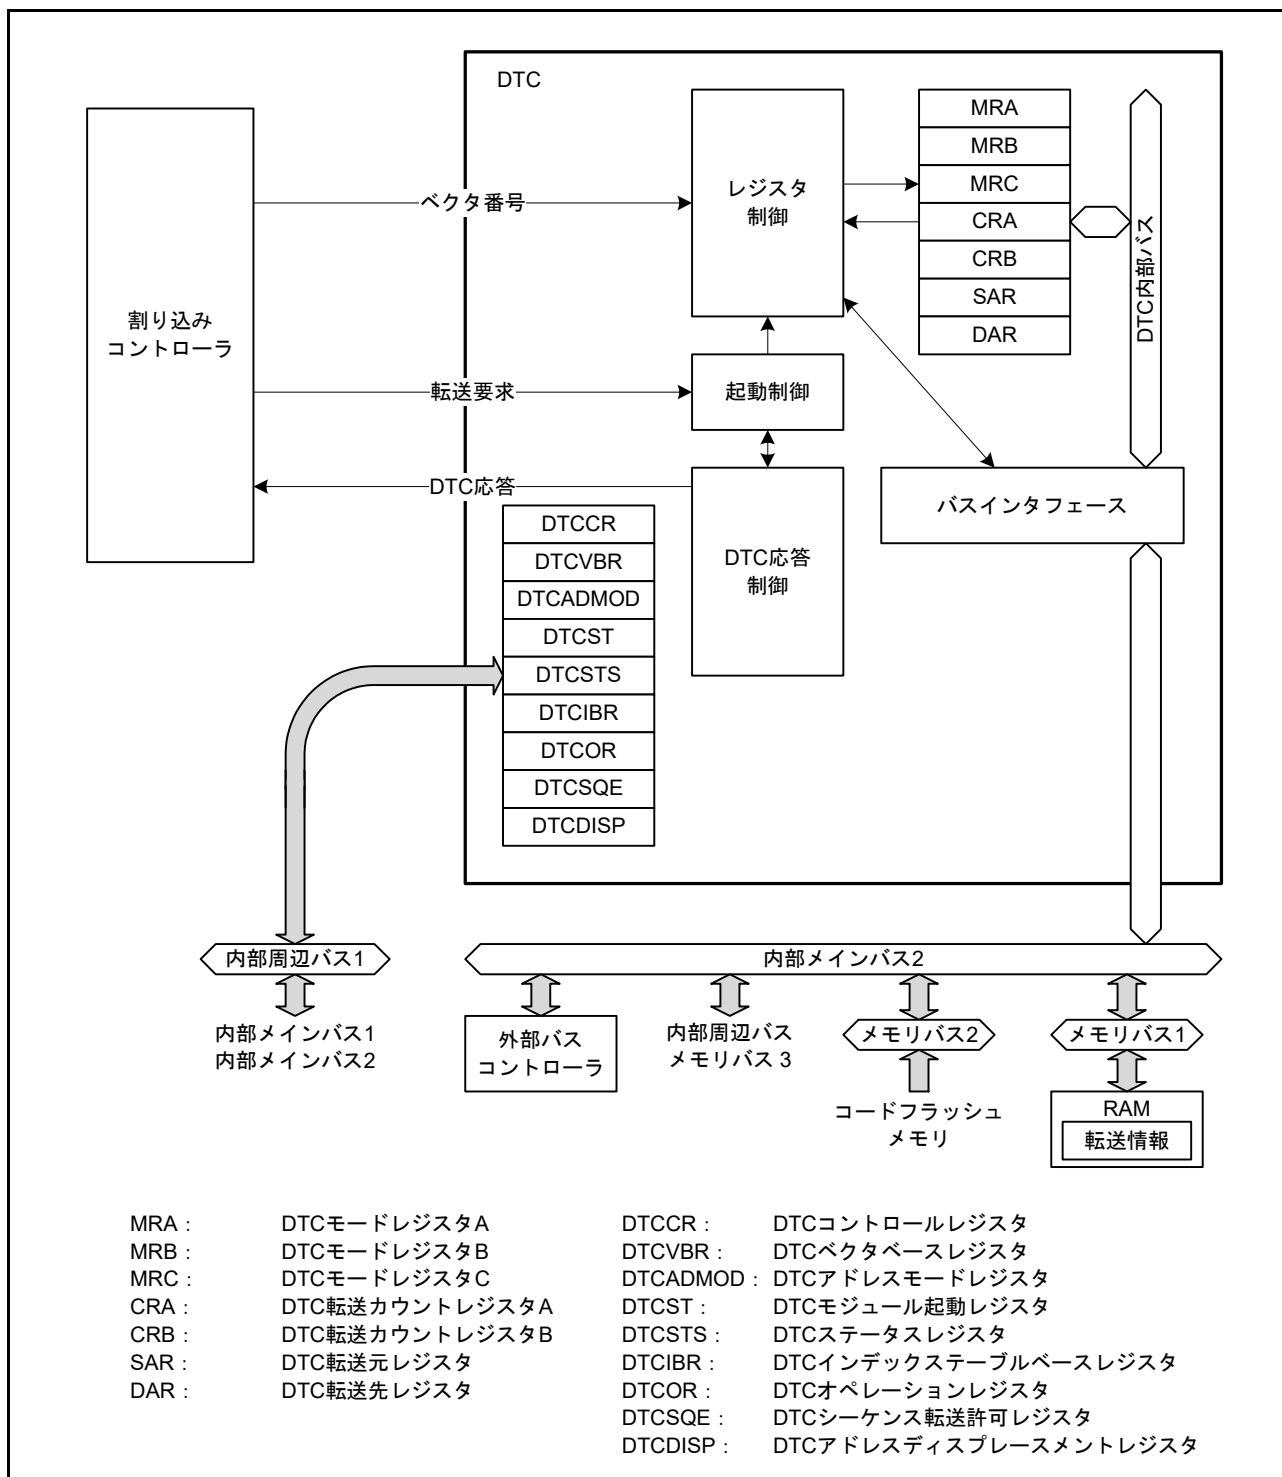 DTC
MRA
MRB
MRC
CRA
CRB
SAR
DAR
レジスタ
制御
ベクタ番号
DTC内部バス
割り込み
コントローラ
起動制御
転送要求
DTC応答
バスインタフェース
DTC応答
制御
DTCCR
DTCVBR
DTCADMOD
DTCST
DTCSTS
DTCIBR
DTCOR
DTCSQE
DTCDISP
内部周辺バス1
内部メインバス2
内部メインバス1
内部メインバス2
外部バス
コントローラ
内部周辺バス
メモリバス 3
メモリバス2
メモリバス1
コードフラッシュ
メモリ
RAM
転送情報
MRA : DTCモードレジスタA
MRB : DTCモードレジスタB
MRC : DTCモードレジスタC
CRA : DTC転送カウントレジスタA
CRB : DTC転送カウントレジスタB
SAR : DTC転送元レジスタ
DAR : DTC転送先レジスタ
DTCCR : DTCコントロールレジスタ
DTCVBR : DTCベクタベースレジスタ
DTCADMOD : DTCアドレスモードレジスタ
DTCST : DTCモジュール起動レジスタ
DTCSTS : DTCステータスレジスタ
DTCIBR : DTCインデックステーブルベースレジスタ
DTCOR : DTCオペレーションレジスタ
DTCSQE : DTCシーケンス転送許可レジスタ
DTCDISP : DTCアドレスディスプレースメントレジスタ